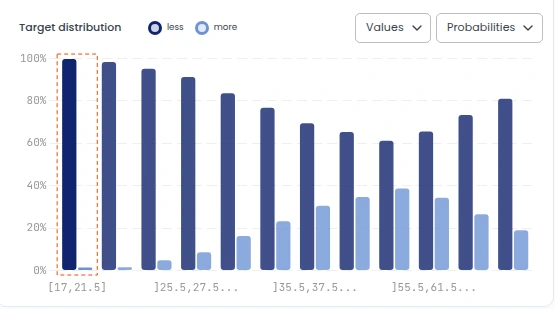 Target distribution
less
more
Values
Probabilities
100%
80%
60%
40%
20%
0%
[17,21.5]
]25.5,27.5...
]35.5,37.5...
]55.5,61.5...